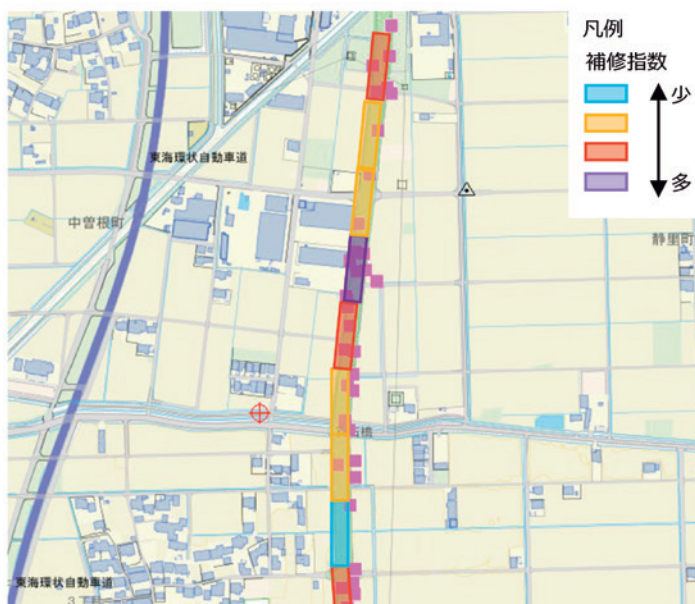 凡例
補修指数
少
多
東海環状自動車道
中曽根町
静里町
東海環状自動車道